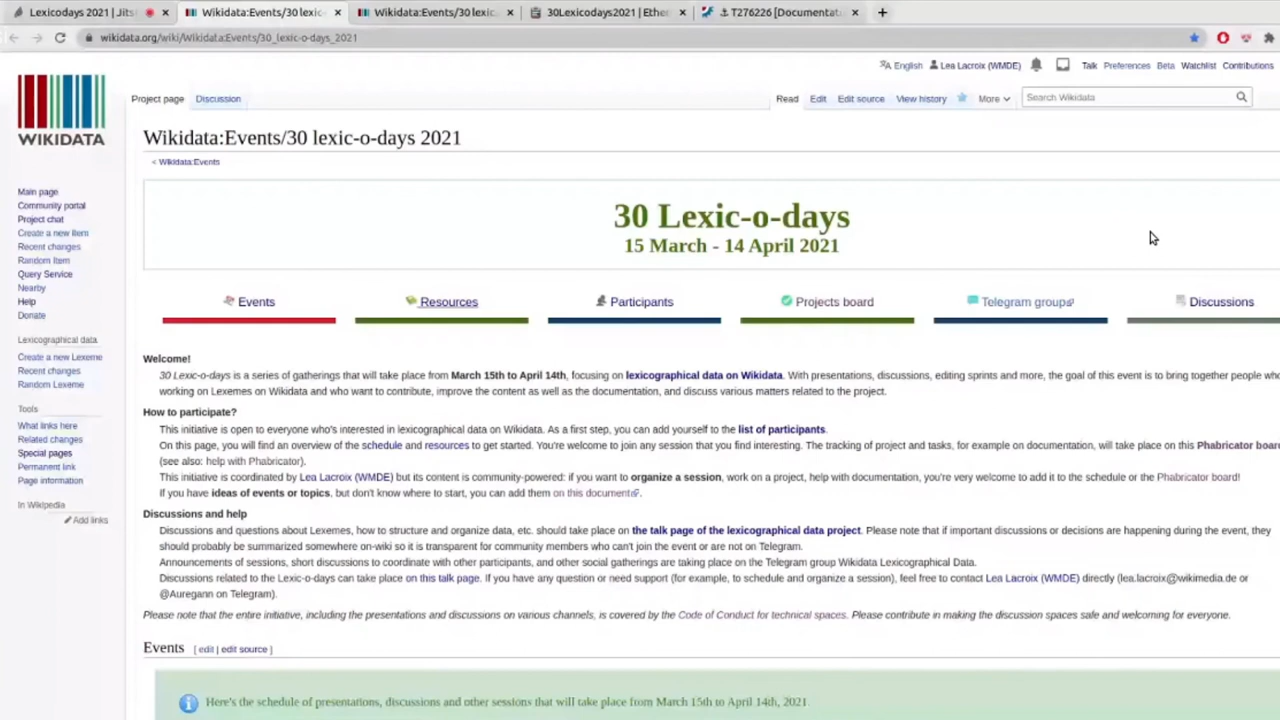 Lexicodays 2021 | Jits
Wikidata:Events/30 lexic
Wikidata:Events/30 lexic
30Lexicodays2021 | Ether
T276226 [Documentat
wikidata.org/wiki/Wikidata:Events/30_lexic-o-days_2021
English Lea Lacroix (WMDE) Talk Preferences Beta Watchlist Contributions
WIKIDATA
Project page Discussion Read Edit Edit source View history More Search Wikidata
Wikidata:Events/30 lexic-o-days 2021
< Wikidata:Events
30 Lexic-o-days
15 March - 14 April 2021
Events Resources Participants Projects board Telegram group Discussions
Main page
Community portal
Project chat
Create a new Item
Recent changes
Random Item
Query Service
Nearby
Help
Donate
Lexicographical data
Create a new Lexeme
Recent changes
Random Lexeme
Tools
What links here
Related changes
Special pages
Permanent link
Page information
In Wikipedia
Add links
Welcome!
30 Lexic-o-days is a series of gatherings that will take place from March 15th to April 14th, focusing on lexicographical data on Wikidata. With presentations, discussions, editing sprints and more, the goal of this event is to bring together people who
working on Lexemes on Wikidata and who want to contribute, improve the content as well as the documentation, and discuss various matters related to the project.
How to participate?
This initiative is open to everyone who's interested in lexicographical data on Wikidata. As a first step, you can add yourself to the list of participants.
On this page, you will find an overview of the schedule and resources to get started. You're welcome to join any session that you find interesting. The tracking of project and tasks, for example on documentation, will take place on this Phabricator board
(see also: help with Phabricator).
This initiative is coordinated by Lea Lacroix (WMDE) but its content is community-powered: if you want to organize a session, work on a project, help with documentation, you're very welcome to add it to the schedule or the Phabricator board!
If you have ideas of events or topics, but don't know where to start, you can add them on this document.
Discussions and help
Discussions and questions about Lexemes, how to structure and organize data, etc. should take place on the talk page of the lexicographical data project. Please note that if important discussions or decisions are happening during the event, they
should probably be summarized somewhere on-wiki so it is transparent for community members who can't join the event or are not on Telegram.
Announcements of sessions, short discussions to coordinate with other participants, and other social gatherings are taking place on the Telegram group Wikidata Lexicographical Data.
Discussions related to the Lexic-o-days can take place on this talk page. If you have any question or need support (for example, to schedule and organize a session), feel free to contact Lea Lacroix (WMDE) directly (lea.lacroix@wikimedia.de or
@Auregann on Telegram).
Please note that the entire initiative, including the presentations and discussions on various channels, is covered by the Code of Conduct for technical spaces. Please contribute in making the discussion spaces safe and welcoming for everyone.
Events [ edit | edit source ]
Here's the schedule of presentations, discussions and other sessions that will take place from March 15th to April 14th, 2021.